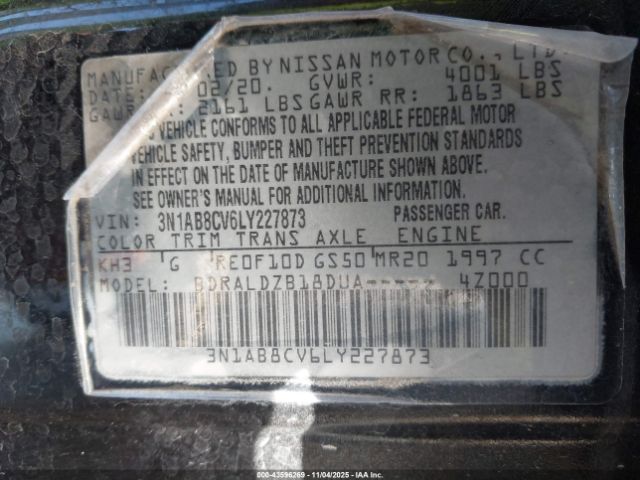 MANUFACTURED BY NISSAN MOTOR CO., LTD.
DATE: 02/20. GVWR: 4001 LBS
GAWR 2161 LBS GAWR RR: 1863 LBS
VEHICLE CONFORMS TO ALL APPLICABLE FEDERAL MOTOR
VEHICLE SAFETY, BUMPER AND THEFT PREVENTION STANDARDS
IN EFFECT ON THE DATE OF MANUFACTURE SHOWN ABOVE.
SEE OWNER'S MANUAL FOR ADDITIONAL INFORMATION.
VIN: 3N1AB8CV6LY227873 PASSENGER CAR.
COLOR TRIM TRANS AXLE ENGINE
KH3 G RE0F10D GS50 MR20 1997 CC
MODEL: BDRALDZB18DUA----- 4Z000
3N1AB8CV6LY227873
000-43596269 - 11/04/2025 - IAA Inc.